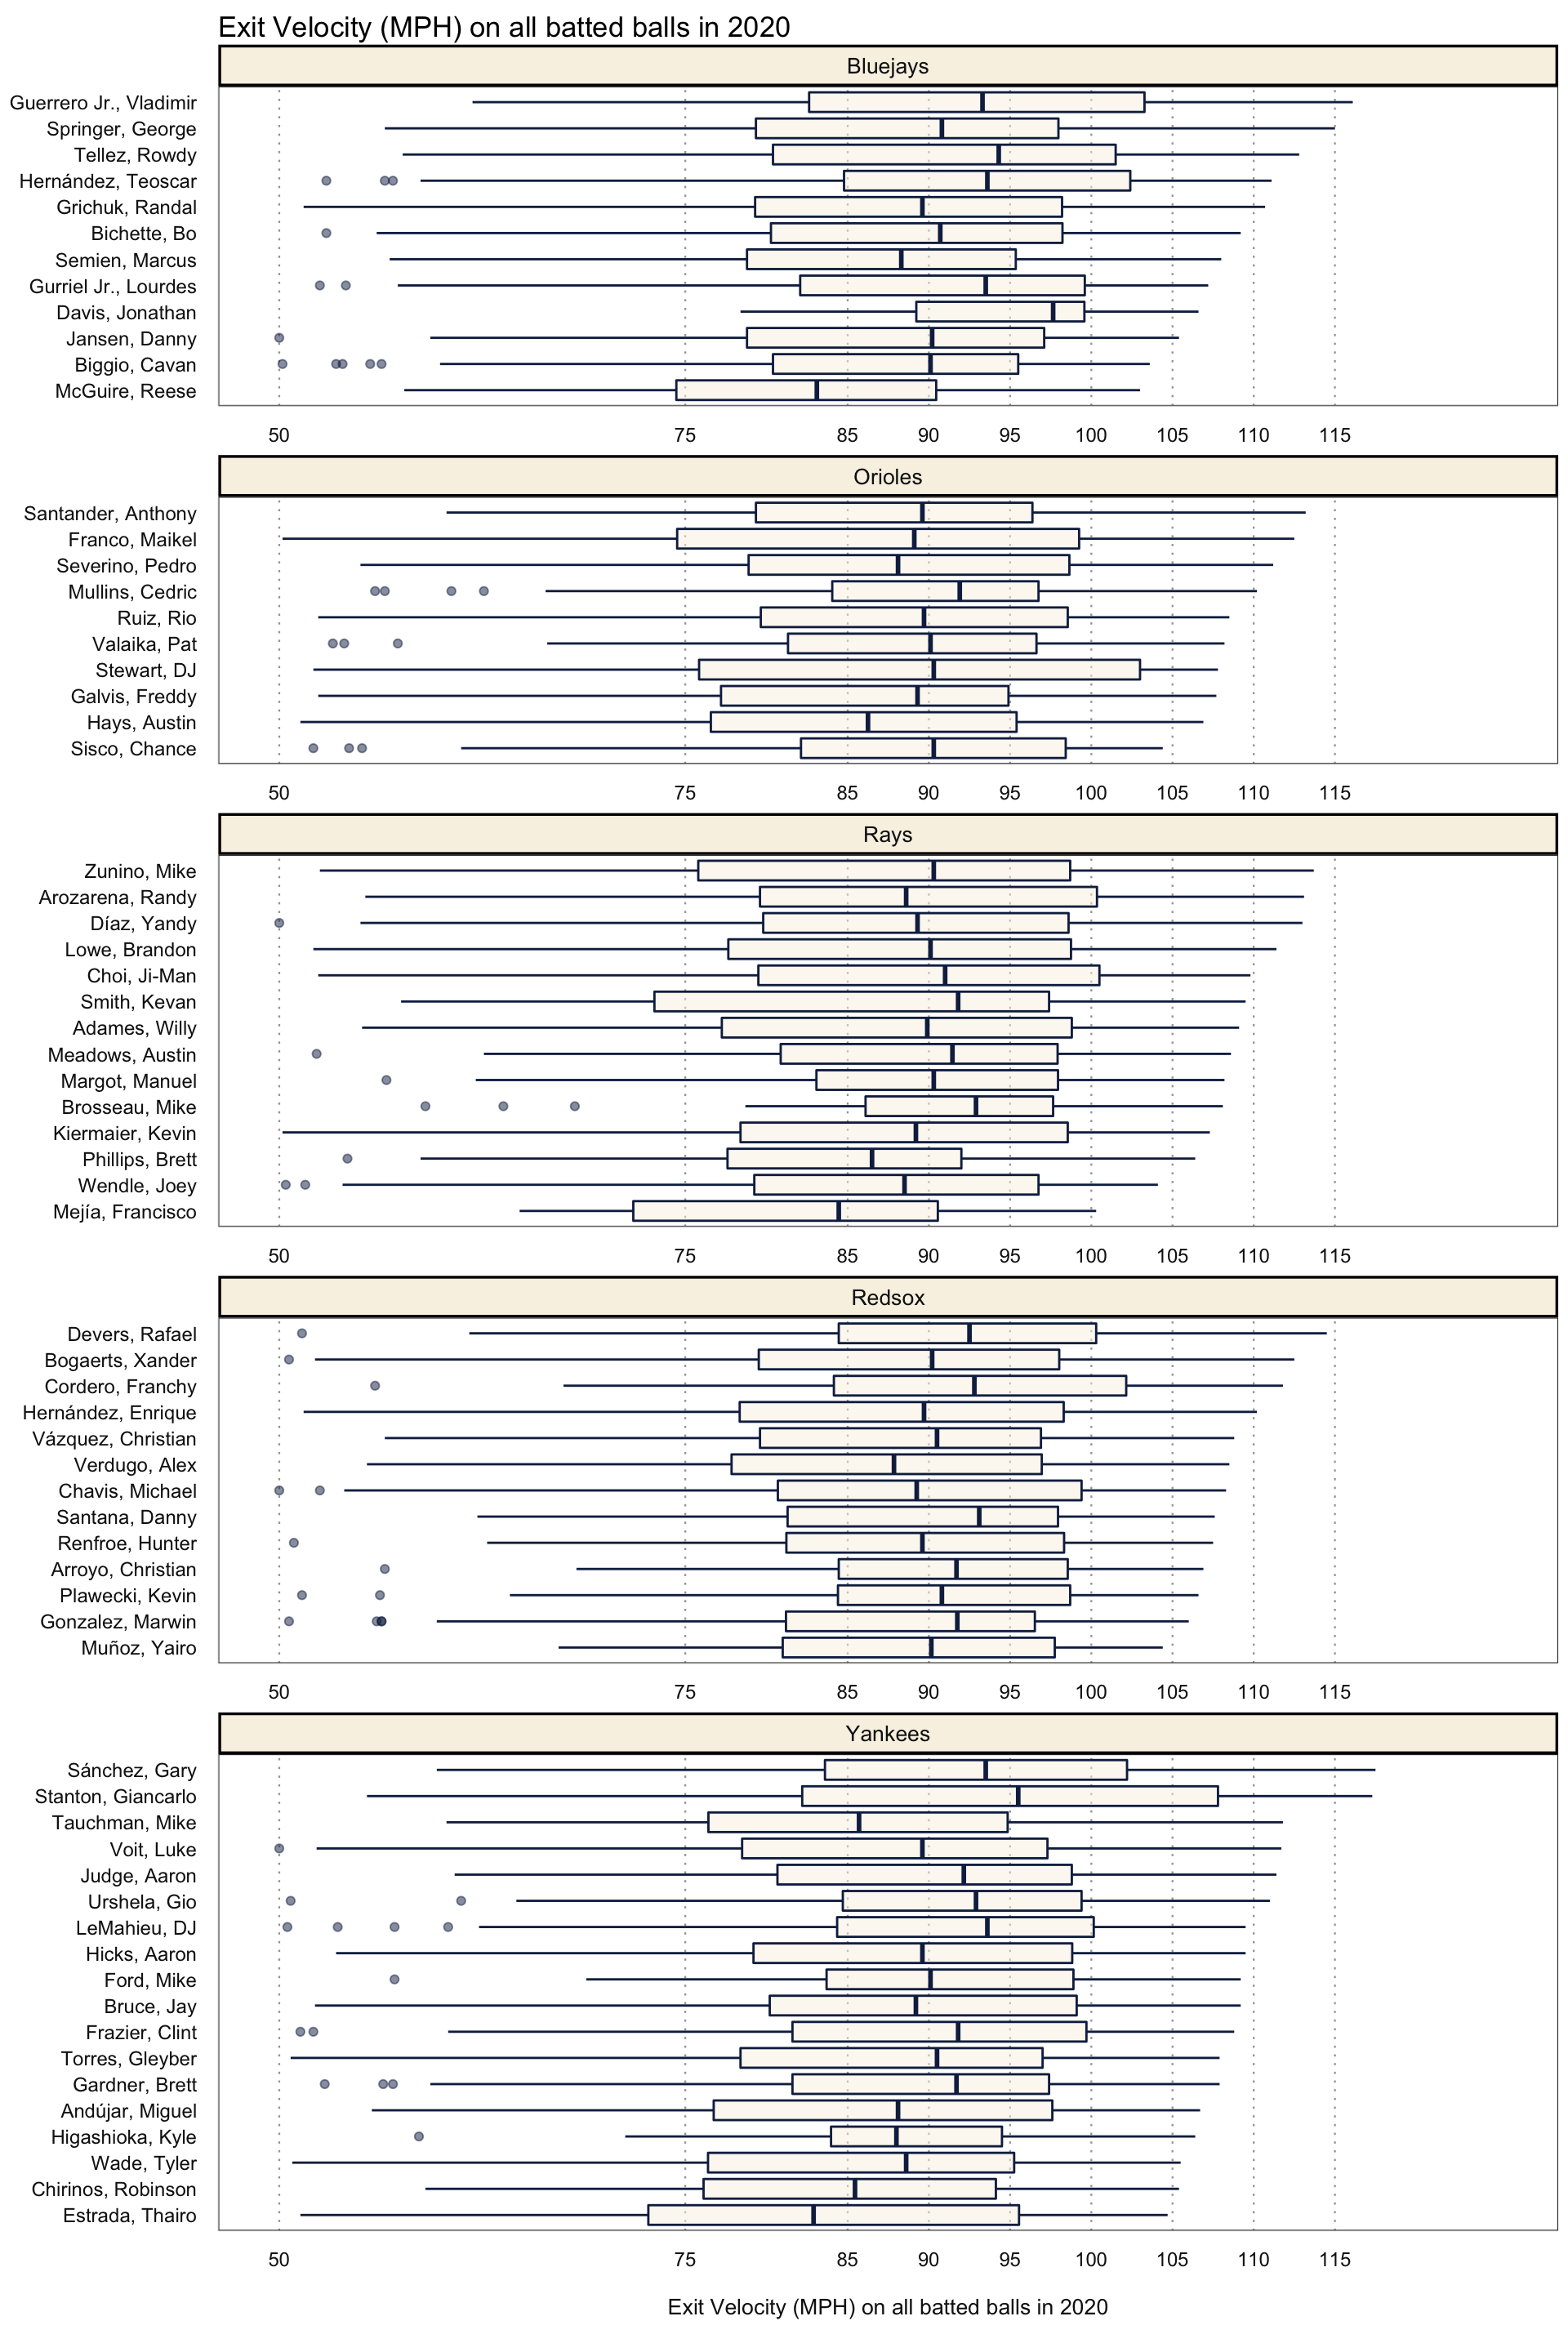 Exit Velocity (MPH) on all batted balls in 2020
Bluejays
Guerrero Jr., Vladimir
Springer, George
Tellez, Rowdy
Hernández, Teoscar
Grichuk, Randal
Bichette, Bo
Semien, Marcus
Gurriel Jr., Lourdes
Davis, Jonathan
Jansen, Danny
Biggio, Cavan
McGuire, Reese
50 75 85 90 95 100 105 110 115
Orioles
Santander, Anthony
Franco, Maikel
Severino, Pedro
Mullins, Cedric
Ruiz, Rio
Valaika, Pat
Stewart, DJ
Galvis, Freddy
Hays, Austin
Sisco, Chance
50 75 85 90 95 100 105 110 115
Rays
Zunino, Mike
Arozarena, Randy
Díaz, Yandy
Lowe, Brandon
Choi, Ji-Man
Smith, Kevan
Adames, Willy
Meadows, Austin
Margot, Manuel
Brosseau, Mike
Kiermaier, Kevin
Phillips, Brett
Wendle, Joey
Mejía, Francisco
50 75 85 90 95 100 105 110 115
Redsox
Devers, Rafael
Bogaerts, Xander
Cordero, Franchy
Hernández, Enrique
Vázquez, Christian
Verdugo, Alex
Chavis, Michael
Santana, Danny
Renfroe, Hunter
Arroyo, Christian
Plawecki, Kevin
Gonzalez, Marwin
Muñoz, Yairo
50 75 85 90 95 100 105 110 115
Yankees
Sánchez, Gary
Stanton, Giancarlo
Tauchman, Mike
Voit, Luke
Judge, Aaron
Urshela, Gio
LeMahieu, DJ
Hicks, Aaron
Ford, Mike
Bruce, Jay
Frazier, Clint
Torres, Gleyber
Gardner, Brett
Andújar, Miguel
Higashioka, Kyle
Wade, Tyler
Chirinos, Robinson
Estrada, Thairo
50 75 85 90 95 100 105 110 115
Exit Velocity (MPH) on all batted balls in 2020